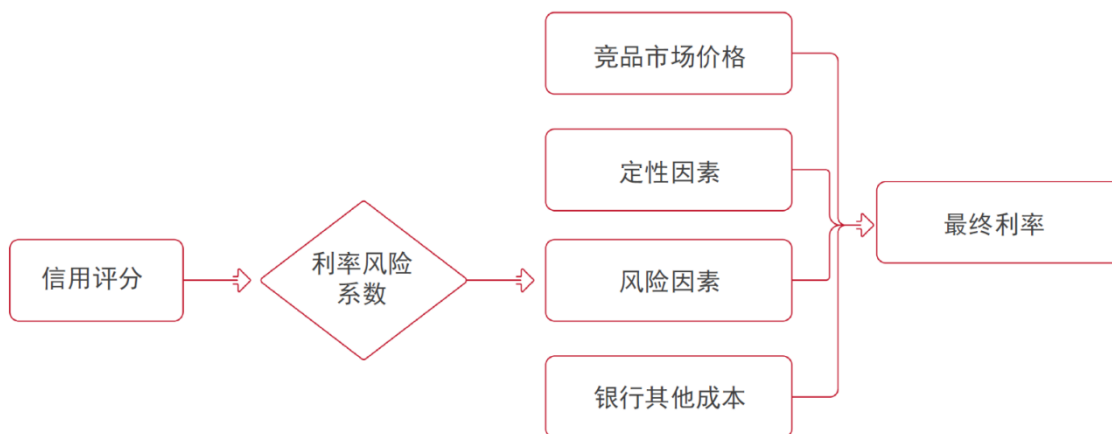 竞品市场价格
定性因素
最终利率
信用评分
利率风险
系数
风险因素
银行其他成本